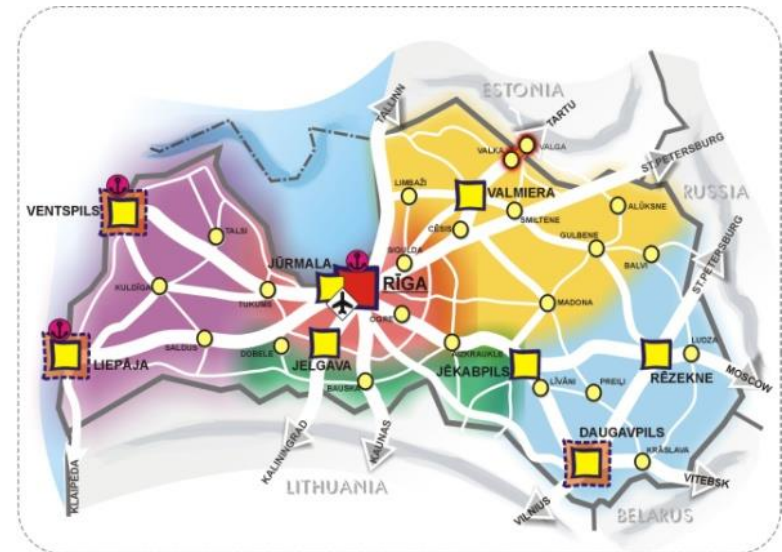 ESTONIA
TALLINN
TARTU
VALKA
VALGA
ST.PETERSBURG
RUSSIA
LIMBAŽI
VALMIERA
ALŪKSNE
VENTSPILS
SMILTENE
CĒSIS
TALSI
GULBENE
SIGULDA
BALVI
ST.PETERSBURG
JŪRMALA
RĪGA
KULDĪGA
TUKUMS
MADONA
OGRE
SALDUS
DOBELE
LUDZA
AIZKRAUKLE
LIEPĀJA
JELGAVA
JĒKABPILS
RĒZEKNE
MOSCOW
BAUSKA
LĪVĀNI
PREIĻI
DAUGAVPILS
KALININGRAD
KAUNAS
KRĀSLAVA
KLAIPEDA
LITHUANIA
VILNIUS
VITEBSK
BELARUS